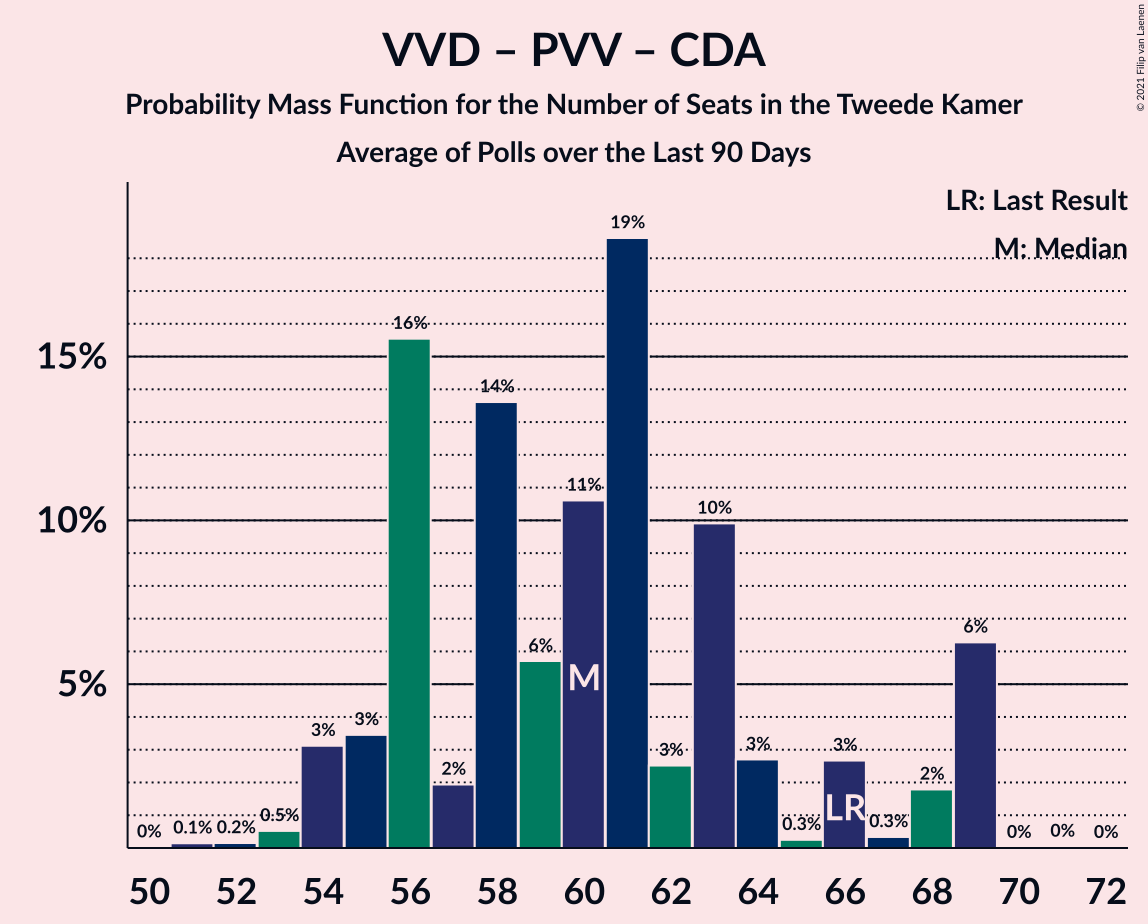 VVD – PVV – CDA
Probability Mass Function for the Number of Seats in the Tweede Kamer
Average of Polls over the Last 90 Days
© 2021 Filip van Laenen
LR: Last Result
M: Median
15%
10%
5%
0%
0.1%
0.2%
0.5%
3%
3%
16%
2%
14%
6%
11%
19%
3%
10%
3%
0.3%
3%
0.3%
2%
6%
0%
0%
0%
M
LR
50 52 54 56 58 60 62 64 66 68 70 72